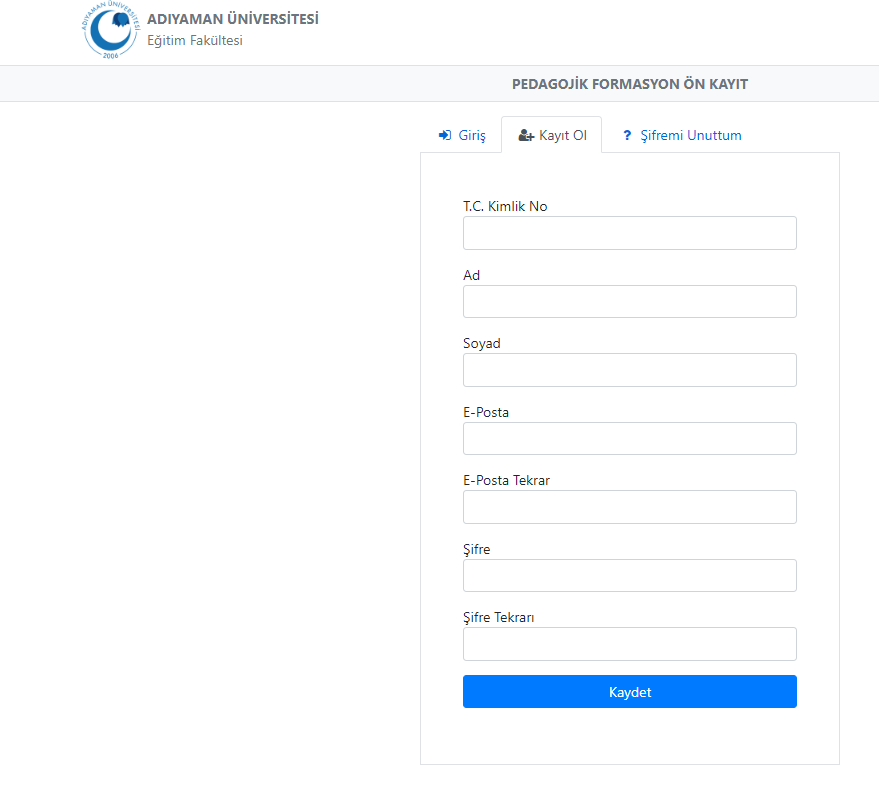 ADIYAMAN ÜNİVERSİTESİ
2006
ADIYAMAN ÜNİVERSİTESİ
Eğitim Fakültesi
PEDAGOJİK FORMASYON ÖN KAYIT
Giriş
Kayıt Ol
? Şifremi Unuttum
T.C. Kimlik No
Ad
Soyad
E-Posta
E-Posta Tekrar
Şifre
Şifre Tekrarı
Kaydet